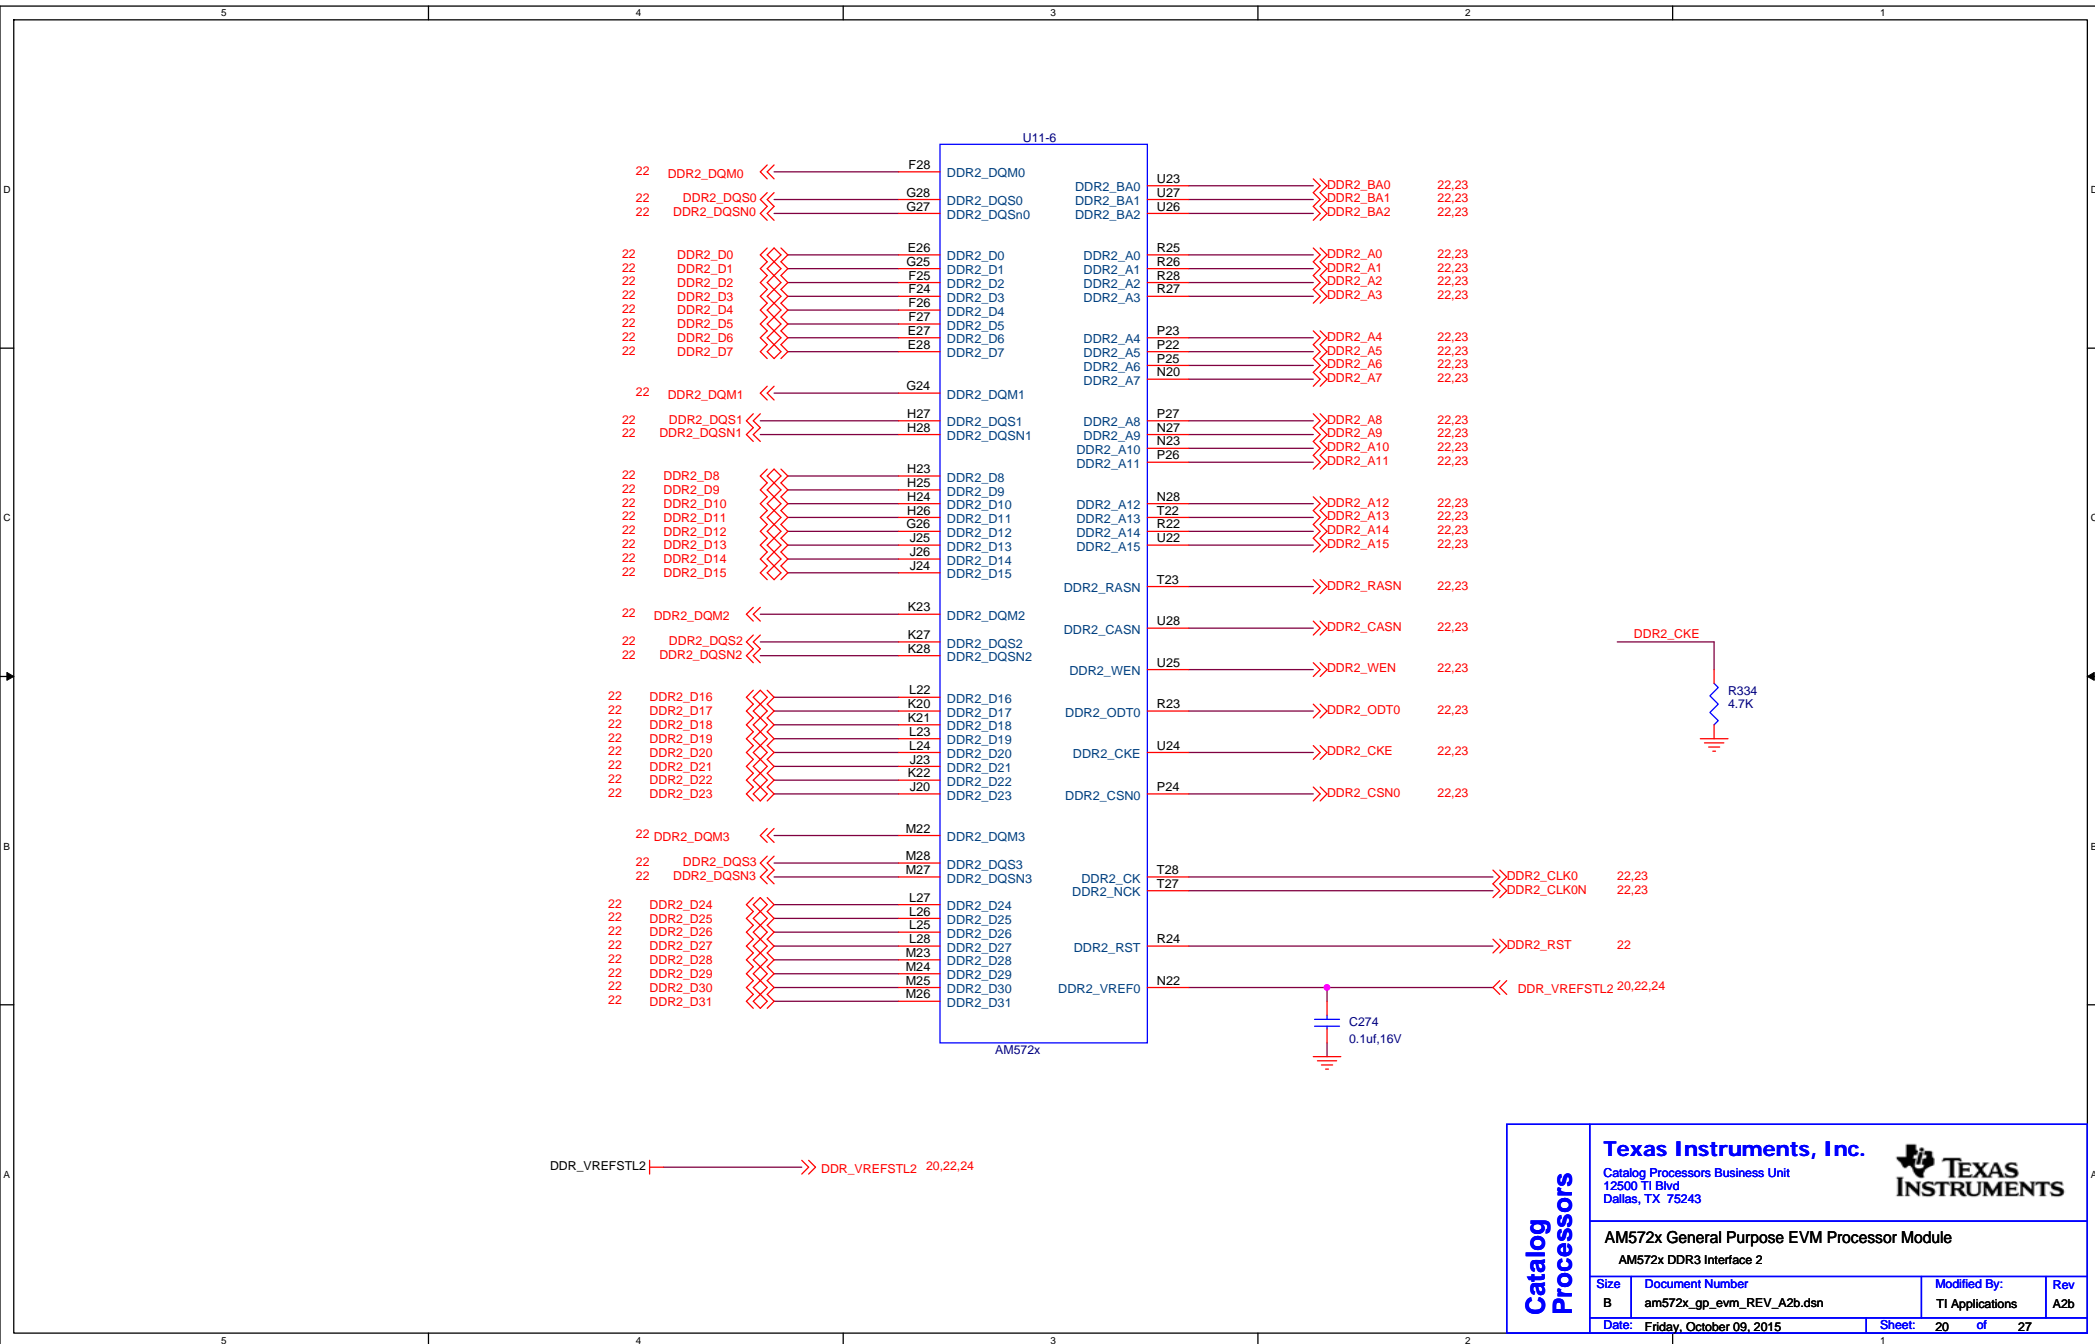 5 4 3 2 1
U11-6
22 DDR2_DQM0 F28 DDR2_DQM0
DDR2_BA0 U23 DDR2_BA0 22,23
22 DDR2_DQS0 G28 DDR2_DQS0 DDR2_BA1 U27 DDR2_BA1 22,23
22 DDR2_DQSN0 G27 DDR2_DQSn0 DDR2_BA2 U26 DDR2_BA2 22,23
D D
22 DDR2_D0 E26 DDR2_D0 DDR2_A0 R25 DDR2_A0 22,23
22 DDR2_D1 G25 DDR2_D1 DDR2_A1 R26 DDR2_A1 22,23
22 DDR2_D2 F25 DDR2_D2 DDR2_A2 R28 DDR2_A2 22,23
22 DDR2_D3 F24 DDR2_D3 DDR2_A3 R27 DDR2_A3 22,23
22 DDR2_D4 F26 DDR2_D4
22 DDR2_D5 F27 DDR2_D5
22 DDR2_D6 E27 DDR2_D6 DDR2_A4 P23 DDR2_A4 22,23
22 DDR2_D7 E28 DDR2_D7 DDR2_A5 P22 DDR2_A5 22,23
DDR2_A6 P25 DDR2_A6 22,23
DDR2_A7 N20 DDR2_A7 22,23
22 DDR2_DQM1 G24 DDR2_DQM1
22 DDR2_DQS1 H27 DDR2_DQS1 DDR2_A8 P27 DDR2_A8 22,23
22 DDR2_DQSN1 H28 DDR2_DQSN1 DDR2_A9 N27 DDR2_A9 22,23
DDR2_A10 N23 DDR2_A10 22,23
DDR2_A11 P26 DDR2_A11 22,23
22 DDR2_D8 H23 DDR2_D8
22 DDR2_D9 H25 DDR2_D9
22 DDR2_D10 H24 DDR2_D10 DDR2_A12 N28 DDR2_A12 22,23
22 DDR2_D11 H26 DDR2_D11 DDR2_A13 T22 DDR2_A13 22,23
C C
22 DDR2_D12 G26 DDR2_D12 DDR2_A14 R22 DDR2_A14 22,23
22 DDR2_D13 J25 DDR2_D13 DDR2_A15 U22 DDR2_A15 22,23
22 DDR2_D14 J26 DDR2_D14
22 DDR2_D15 J24 DDR2_D15
DDR2_RASN T23 DDR2_RASN 22,23
22 DDR2_DQM2 K23 DDR2_DQM2
DDR2_CASN U28 DDR2_CASN 22,23
DDR2_CKE
22 DDR2_DQS2 K27 DDR2_DQS2
22 DDR2_DQSN2 K28 DDR2_DQSN2
DDR2_WEN U25 DDR2_WEN 22,23
R334
4.7K
22 DDR2_D16 L22 DDR2_D16
22 DDR2_D17 K20 DDR2_D17 DDR2_ODT0 R23 DDR2_ODT0 22,23
22 DDR2_D18 K21 DDR2_D18
22 DDR2_D19 L23 DDR2_D19
22 DDR2_D20 L24 DDR2_D20 DDR2_CKE U24 DDR2_CKE 22,23
22 DDR2_D21 J23 DDR2_D21
22 DDR2_D22 K22 DDR2_D22
22 DDR2_D23 J20 DDR2_D23 DDR2_CSN0 P24 DDR2_CSN0 22,23
22 DDR2_DQM3 M22 DDR2_DQM3
B B
22 DDR2_DQS3 M28 DDR2_DQS3
22 DDR2_DQSN3 M27 DDR2_DQSN3 DDR2_CK T28 DDR2_CLK0 22,23
DDR2_NCK T27 DDR2_CLK0N 22,23
22 DDR2_D24 L27 DDR2_D24
22 DDR2_D25 L26 DDR2_D25
22 DDR2_D26 L25 DDR2_D26
22 DDR2_D27 L28 DDR2_D27 DDR2_RST R24 DDR2_RST 22
22 DDR2_D28 M23 DDR2_D28
22 DDR2_D29 M24 DDR2_D29
22 DDR2_D30 M25 DDR2_D30 DDR2_VREF0 N22 DDR_VREFSTL2 20,22,24
22 DDR2_D31 M26 DDR2_D31
C274
0.1uf,16V
AM572x
DDR_VREFSTL2 DDR_VREFSTL2 20,22,24
A A
Catalog
Processors
Texas Instruments, Inc.
Catalog Processors Business Unit
12500 TI Blvd
Dallas, TX 75243
TEXAS
INSTRUMENTS
AM572x General Purpose EVM Processor Module
AM572x DDR3 Interface 2
Size Document Number Modified By: Rev
B am572x_gp_evm_REV_A2b.dsn TI Applications A2b
Date: Friday, October 09, 2015 Sheet: 20 of 27
5 4 3 2 1